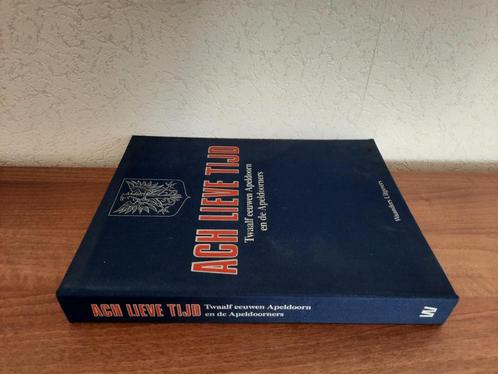 ACH LIEVE TIJD
Twaalf eeuwen Apeldoorn
en de Apeldoorners
Waanders Uitgevers
ACH LIEVE TIJD
Twaalf eeuwen Apeldoorn
en de Apeldoorners
W